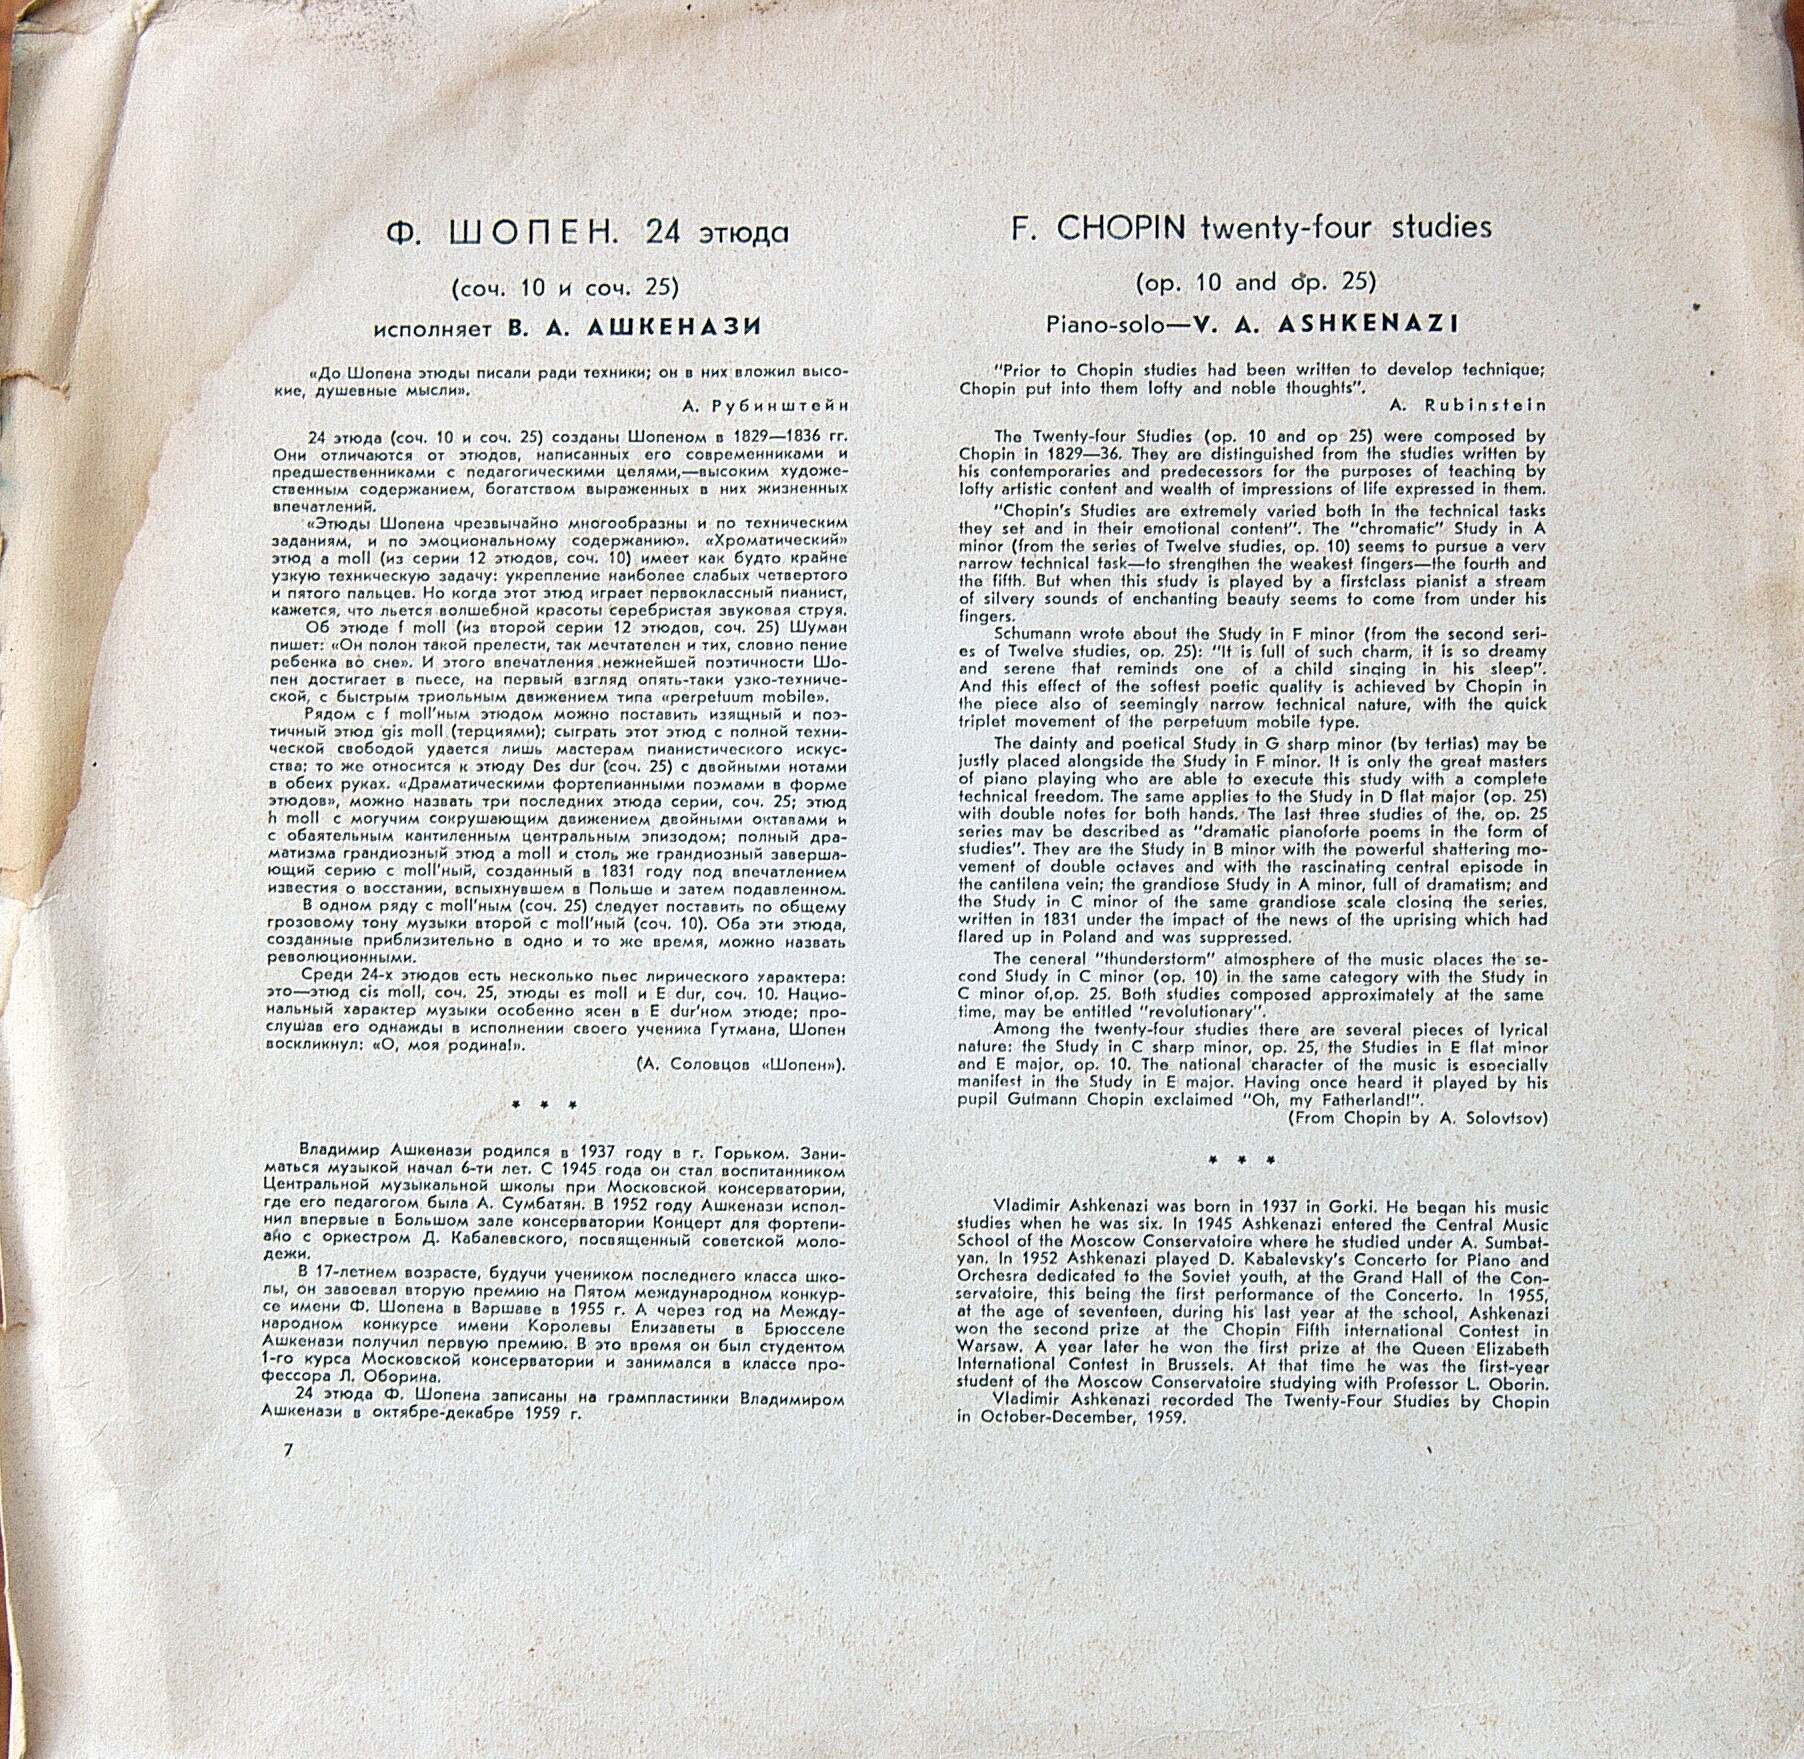 Ф. ШОПЕН. 24 этюда
(соч. 10 и соч. 25)
исполняет В. А. АШКЕНАЗИ
«До Шопена этюды писали ради техники; он в них вложил высо-
кие, душевные мысли».
А. Рубинштейн
24 этюда (соч. 10 и соч. 25) созданы Шопеном в 1829—1836 гг.
Они отличаются от этюдов, написанных его современниками и
предшественниками с педагогическими целями,—высоким художе-
ственным содержанием, богатством выраженных в них жизненных
впечатлений.
«Этюды Шопена чрезвычайно многообразны и по техническим
заданиям, и по эмоциональному содержанию». «Хроматический»
этюд a moll (из серии 12 этюдов, соч. 10) имеет как будто крайне
узкую техническую задачу: укрепление наиболее слабых четвертого
и пятого пальцев. Но когда этот этюд играет первоклассный пианист,
кажется, что льется волшебной красоты серебристая звуковая струя.
Об этюде f moll (из второй серии 12 этюдов, соч. 25) Шуман
пишет: «Он полон такой прелести, так мечтателен и тих, словно пение
ребенка во сне». И этого впечатления нежнейшей поэтичности Шо-
пен достигает в пьесе, на первый взгляд опять-таки узко-техниче-
ской, с быстрым триольным движением типа «perpetuum mobile».
Рядом с f moll'ным этюдом можно поставить изящный и поэ-
тичный этюд gis moll (терциями); сыграть этот этюд с полной техни-
ческой свободой удается лишь мастерам пианистического искус-
ства; то же относится к этюду Des dur (соч. 25) с двойными нотами
в обеих руках. «Драматическими фортепианными поэмами в форме
этюдов», можно назвать три последних этюда серии, соч. 25; этюд
h moll с могучим сокрушающим движением двойными октавами и
с обаятельным кантиленным центральным эпизодом; полный дра-
матизма грандиозный этюд a moll и столь же грандиозный заверша-
ющий серию c moll'ный, созданный в 1831 году под впечатлением
известия о восстании, вспыхнувшем в Польше и затем подавленном.
В одном ряду с moll'ным (соч. 25) следует поставить по общему
грозовому тону музыки второй c moll'ный (соч. 10). Оба эти этюда,
созданные приблизительно в одно и то же время, можно назвать
революционными.
Среди 24-х этюдов есть несколько пьес лирического характера:
это—этюд cis moll, соч. 25, этюды es moll и E dur, соч. 10. Нацио-
нальный характер музыки особенно ясен в E dur'ном этюде; про-
слушав его однажды в исполнении своего ученика Гутмана, Шопен
воскликнул: «О, моя родина!».
(А. Соловцов «Шопен»).
* * *
Владимир Ашкенази родился в 1937 году в г. Горьком. Зани-
маться музыкой начал 6-ти лет. С 1945 года он стал воспитанником
Центральной музыкальной школы при Московской консерватории,
где его педагогом была А. Сумбатян. В 1952 году Ашкенази испол-
нил впервые в Большом зале консерватории Концерт для фортепи-
ано с оркестром Д. Кабалевского, посвященный советской моло-
дежи.
В 17-летнем возрасте, будучи учеником последнего класса шко-
лы, он завоевал вторую премию на Пятом международном конкур-
се имени Ф. Шопена в Варшаве в 1955 г. А через год на Между-
народном конкурсе имени Королевы Елизаветы в Брюсселе
Ашкенази получил первую премию. В это время он был студентом
1-го курса Московской консерватории и занимался в классе про-
фессора Л. Оборина.
24 этюда Ф. Шопена записаны на грампластинки Владимиром
Ашкенази в октябре-декабре 1959 г.
7
F. CHOPIN twenty-four studies
(op. 10 and op. 25)
Piano-solo—V. A. ASHKENAZI
"Prior to Chopin studies had been written to develop technique;
Chopin put into them lofty and noble thoughts".
A. Rubinstein
The Twenty-four Studies (op. 10 and op 25) were composed by
Chopin in 1829—36. They are distinguished from the studies written by
his contemporaries and predecessors for the purposes of teaching by
lofty artistic content and wealth of impressions of life expressed in them.
"Chopin's Studies are extremely varied both in the technical tasks
they set and in their emotional content". The "chromatic" Study in A
minor (from the series of Twelve studies, op. 10) seems to pursue a very
narrow technical task—to strengthen the weakest fingers—the fourth and
the fifth. But when this study is played by a firstclass pianist a stream
of silvery sounds of enchanting beauty seems to come from under his
fingers.
Schumann wrote about the Study in F minor (from the second seri-
es of Twelve studies, op. 25): "It is full of such charm, it is so dreamy
and serene that reminds one of a child singing in his sleep".
And this effect of the softest poetic quality is achieved by Chopin in
the piece also of seemingly narrow technical nature, with the quick
triplet movement of the perpetuum mobile type.
The dainty and poetical Study in G sharp minor (by tertias) may be
justly placed alongside the Study in F minor. It is only the great masters
of piano playing who are able to execute this study with a complete
technical freedom. The same applies to the Study in D flat major (op. 25)
with double notes for both hands. The last three studies of the, op. 25
series may be described as "dramatic pianoforte poems in the form of
studies". They are the Study in B minor with the powerful shattering mo-
vement of double octaves and with the rascinating central episode in
the cantilena vein; the grandiose Study in A minor, full of dramatism; and
the Study in C minor of the same grandiose scale closing the series,
written in 1831 under the impact of the news of the uprising which had
flared up in Poland and was suppressed.
The ceneral "thunderstorm" atmosphere of the music places the se-
cond Study in C minor (op. 10) in the same category with the Study in
C minor of,op. 25. Both studies composed approximately at the same
time, may be entitled "revolutionary".
Among the twenty-four studies there are several pieces of lyrical
nature: the Study in C sharp minor, op. 25, the Studies in E flat minor
and E major, op. 10. The national character of the music is especially
manifest in the Study in E major. Having once heard it played by his
pupil Gutmann Chopin exclaimed "Oh, my Fatherland!".
(From Chopin by A. Solovtsov)
* * *
Vladimir Ashkenazi was born in 1937 in Gorki. He began his music
studies when he was six. In 1945 Ashkenazi entered the Central Music
School of the Moscow Conservatoire where he studied under A. Sumbat-
yan. In 1952 Ashkenazi played D. Kabalevsky's Concerto for Piano and
Orchesra dedicated to the Soviet youth, at the Grand Hall of the Con-
servatoire, this being the first performance of the Concerto. In 1955,
at the age of seventeen, during his last year at the school, Ashkenazi
won the second prize at the Chopin Fifth international Contest in
Warsaw. A year later he won the first prize at the Queen Elizabeth
International Contest in Brussels. At that time he was the first-year
student of the Moscow Conservatoire studying with Professor L. Oborin.
Vladimir Ashkenazi recorded The Twenty-Four Studies by Chopin
in October-December, 1959.